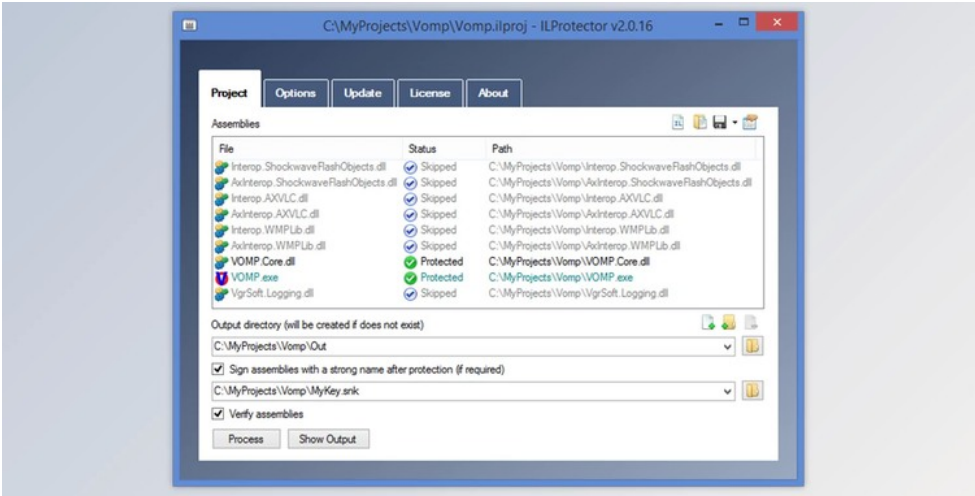 C:\MyProjects\Vomp\Vomp.ilproj - ILProtector v2.0.16
Project Options Update License About
Assemblies
File Status Path
Interop.ShockwaveFlashObjects.dll Skipped C:\MyProjects\Vomp\Interop.ShockwaveFlashObjects.dll
AxInterop.ShockwaveFlashObjects.dll Skipped C:\MyProjects\Vomp\AxInterop.ShockwaveFlashObjects.dll
Interop.AXVLC.dll Skipped C:\MyProjects\Vomp\Interop.AXVLC.dll
AxInterop.AXVLC.dll Skipped C:\MyProjects\Vomp\AxInterop.AXVLC.dll
Interop.WMPLib.dll Skipped C:\MyProjects\Vomp\Interop.WMPLib.dll
AxInterop.WMPLib.dll Skipped C:\MyProjects\Vomp\AxInterop.WMPLib.dll
VOMP.Core.dll Protected C:\MyProjects\Vomp\VOMP.Core.dll
VOMP.exe Protected C:\MyProjects\Vomp\VOMP.exe
VgrSoft.Logging.dll Skipped C:\MyProjects\Vomp\VgrSoft.Logging.dll
Output directory (will be created if does not exist)
C:\MyProjects\Vomp\Out
Sign assemblies with a strong name after protection (if required)
C:\MyProjects\Vomp\MyKey.snk
Verify assemblies
Process Show Output